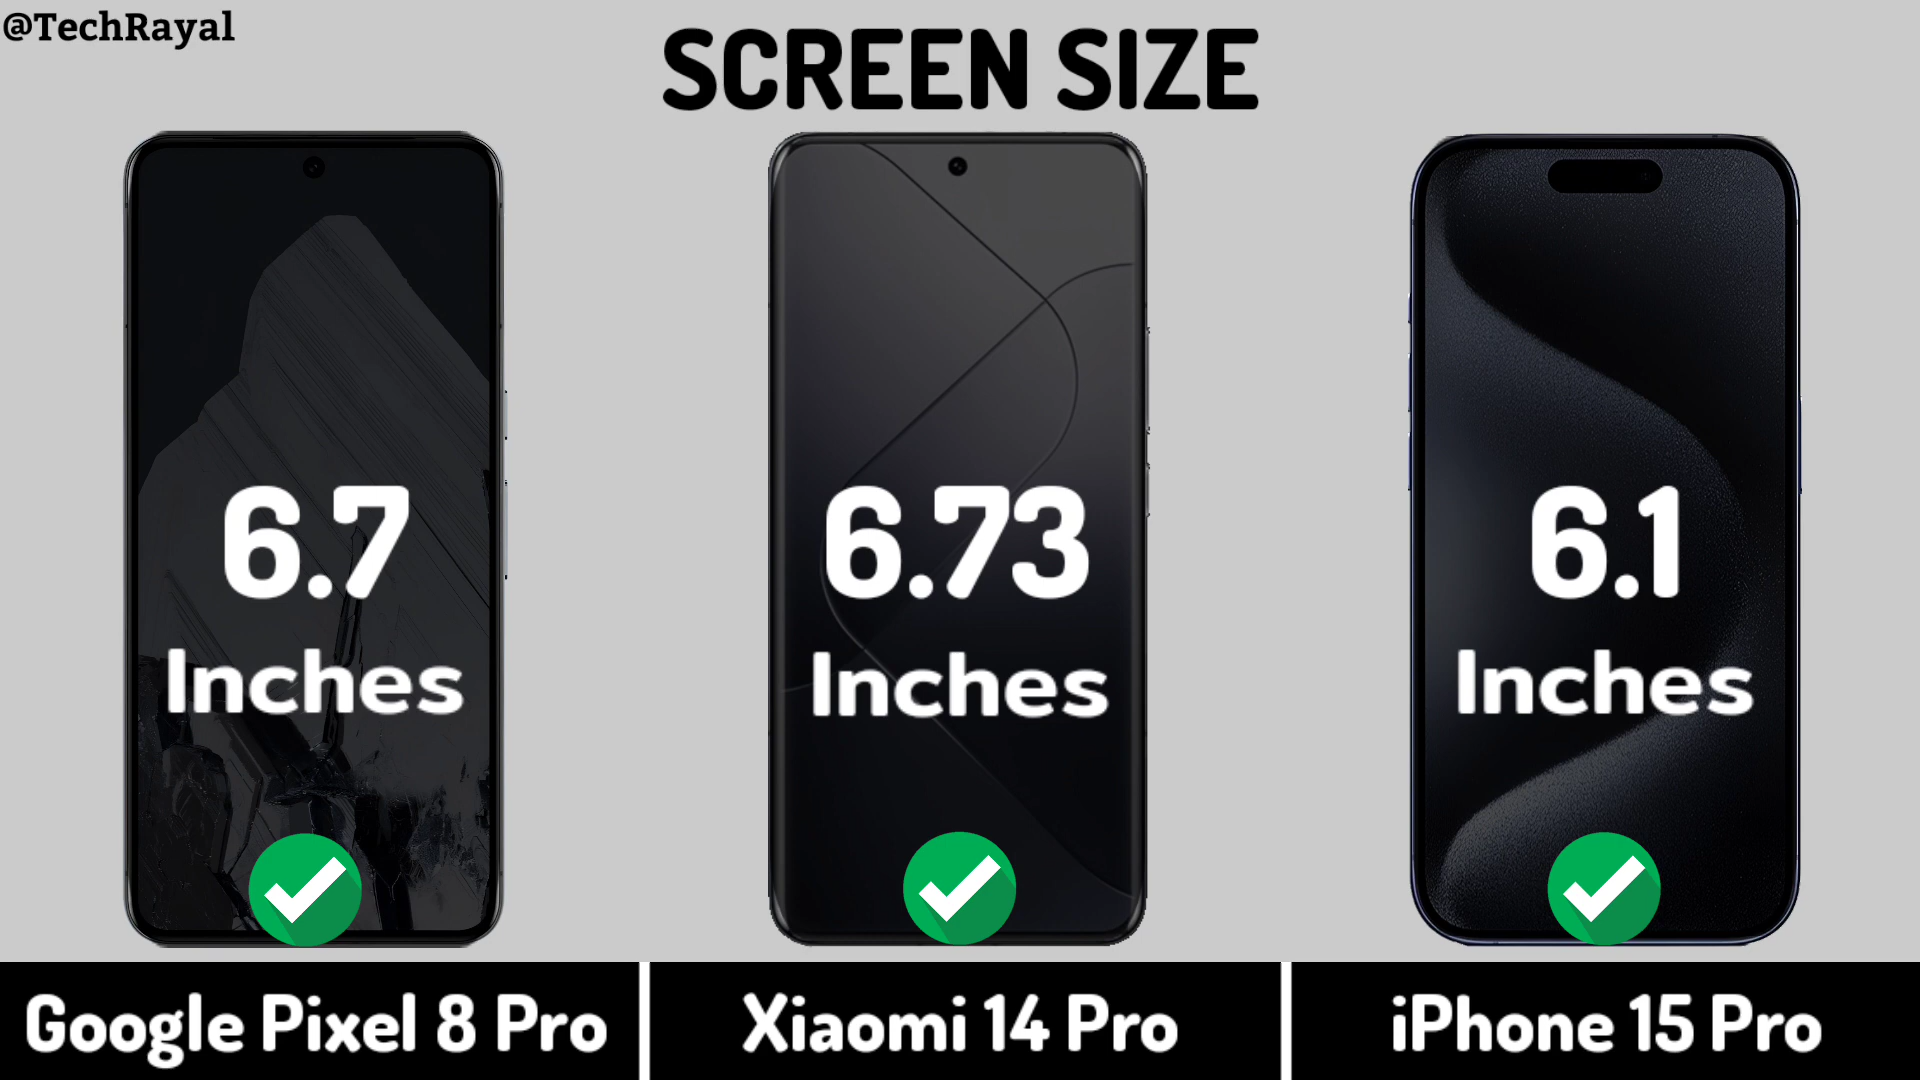 @TechRayal
SCREEN SIZE
6.7
Inches
6.73
Inches
6.1
Inches
Google Pixel 8 Pro
Xiaomi 14 Pro
iPhone 15 Pro